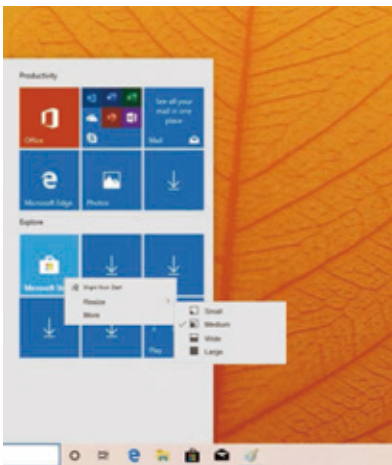 Productivity
Office
See all your
mail in one
place
Mail
Microsoft Edge
Photos
Explore
Microsoft Sto
Unpin from Start
Resize
More
Small
Medium
Wide
Large
Play